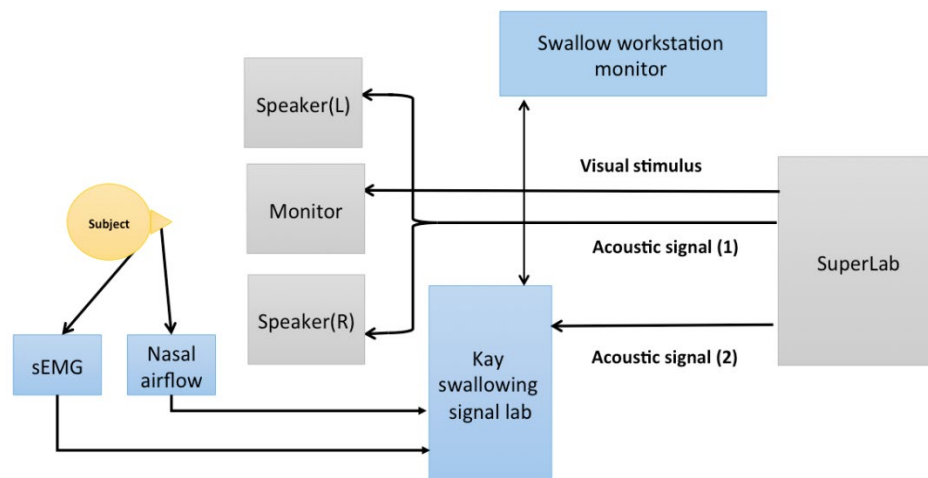 Swallow workstation
monitor
Speaker(L)
Visual stimulus
Monitor
Subject
Acoustic signal (1)
SuperLab
Speaker(R)
Acoustic signal (2)
sEMG
Nasal
airflow
Kay
swallowing
signal lab